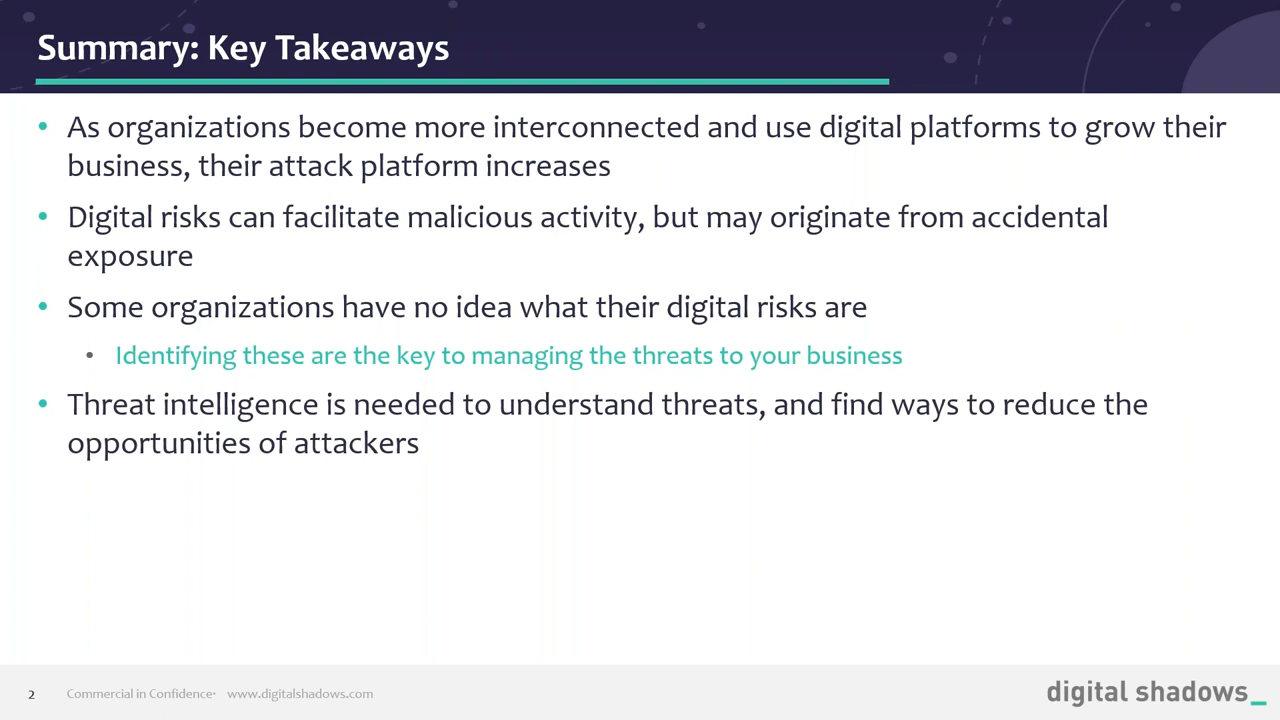 Summary: Key Takeaways
• As organizations become more interconnected and use digital platforms to grow their
business, their attack platform increases
• Digital risks can facilitate malicious activity, but may originate from accidental
exposure
• Some organizations have no idea what their digital risks are
• Identifying these are the key to managing the threats to your business
• Threat intelligence is needed to understand threats, and find ways to reduce the
opportunities of attackers
2 Commercial in Confidence· www.digitalshadows.com
digital shadows_